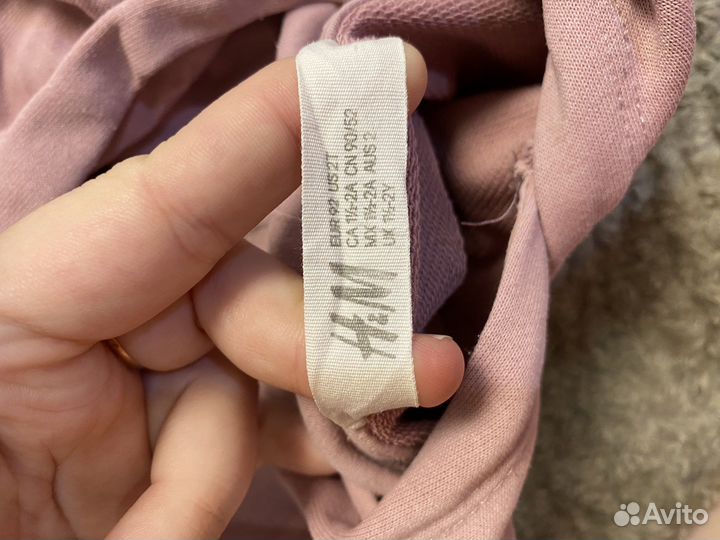 H&M
EUR 92 US 2T
CA 1½-2A CN 90/52
MX 1½-2A AUS 2
UK 1½-2Y
Avito